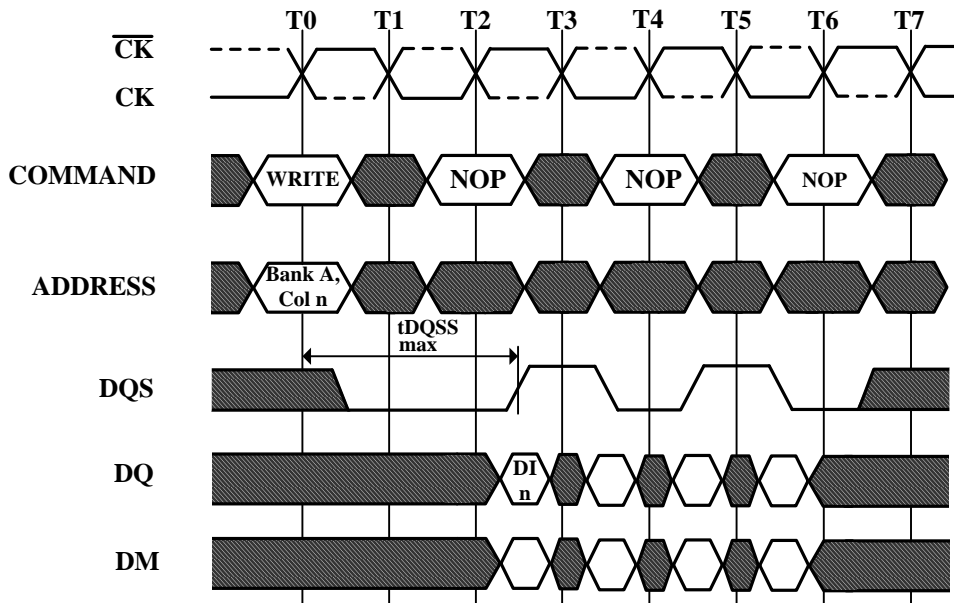 T0 T1 T2 T3 T4 T5 T6 T7
CK
CK
COMMAND WRITE NOP NOP NOP
ADDRESS Bank A,
Col n
tDQSS
max
DQS
DQ DI
n
DM